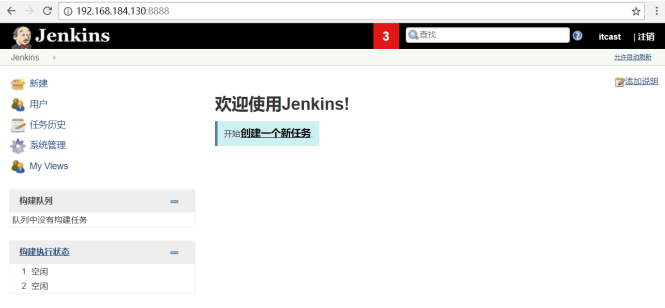 192.168.184.130:8888
Jenkins
3
查找
itcast
| 注销
Jenkins
允许自动刷新
新建
用户
任务历史
系统管理
My Views
添加说明
欢迎使用Jenkins!
开始创建一个新任务
构建队列
队列中没有构建任务
构建执行状态
1 空闲
2 空闲